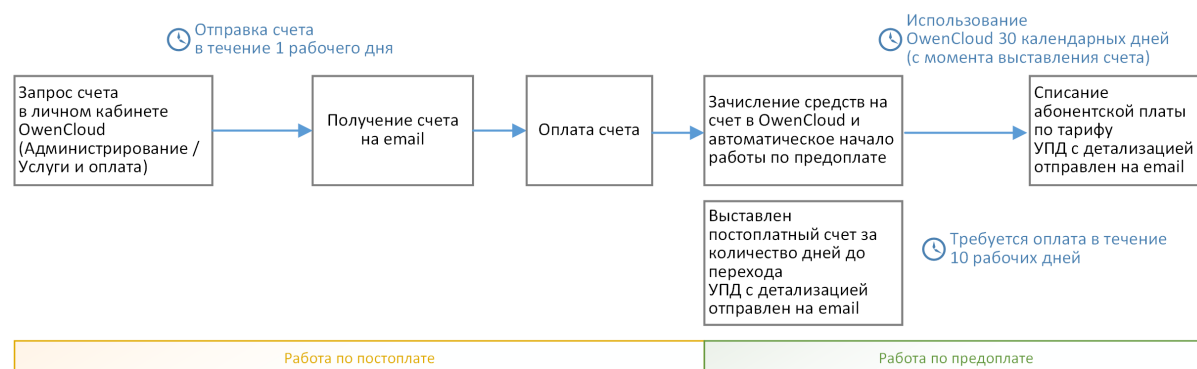 Отправка счета
в течение 1 рабочего дня
Использование
OwenCloud 30 календарных дней
(с момента выставления счета)
Запрос счета
в личном кабинете
OwenCloud
(Администрирование /
Услуги и оплата)
Получение счета
на email
Оплата счета
Зачисление средств на
счет в OwenCloud и
автоматическое начало
работы по предоплате
Списание
абонентской платы
по тарифу
УПД с детализацией
отправлен на email
Выставлен
постоплатный счет за
количество дней до
перехода
УПД с детализацией
отправлен на email
Требуется оплата в течение
10 рабочих дней
Работа по постоплате
Работа по предоплате